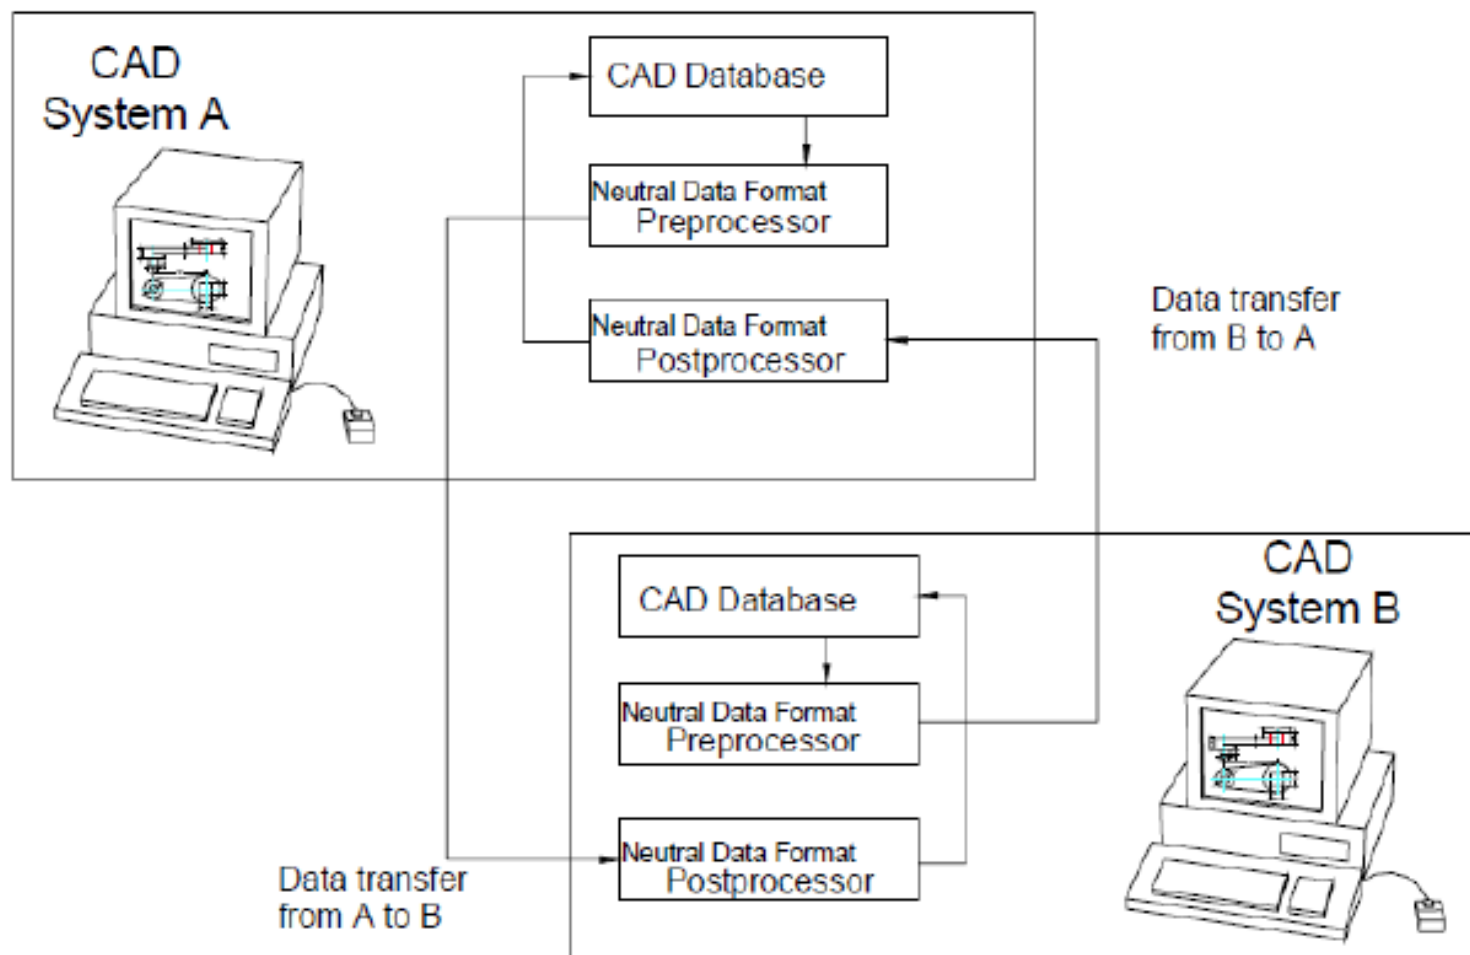 CAD
System A
CAD Database
Neutral Data Format
Preprocessor
Neutral Data Format
Postprocessor
Data transfer
from B to A
CAD
System B
CAD Database
Neutral Data Format
Preprocessor
Neutral Data Format
Postprocessor
Data transfer
from A to B